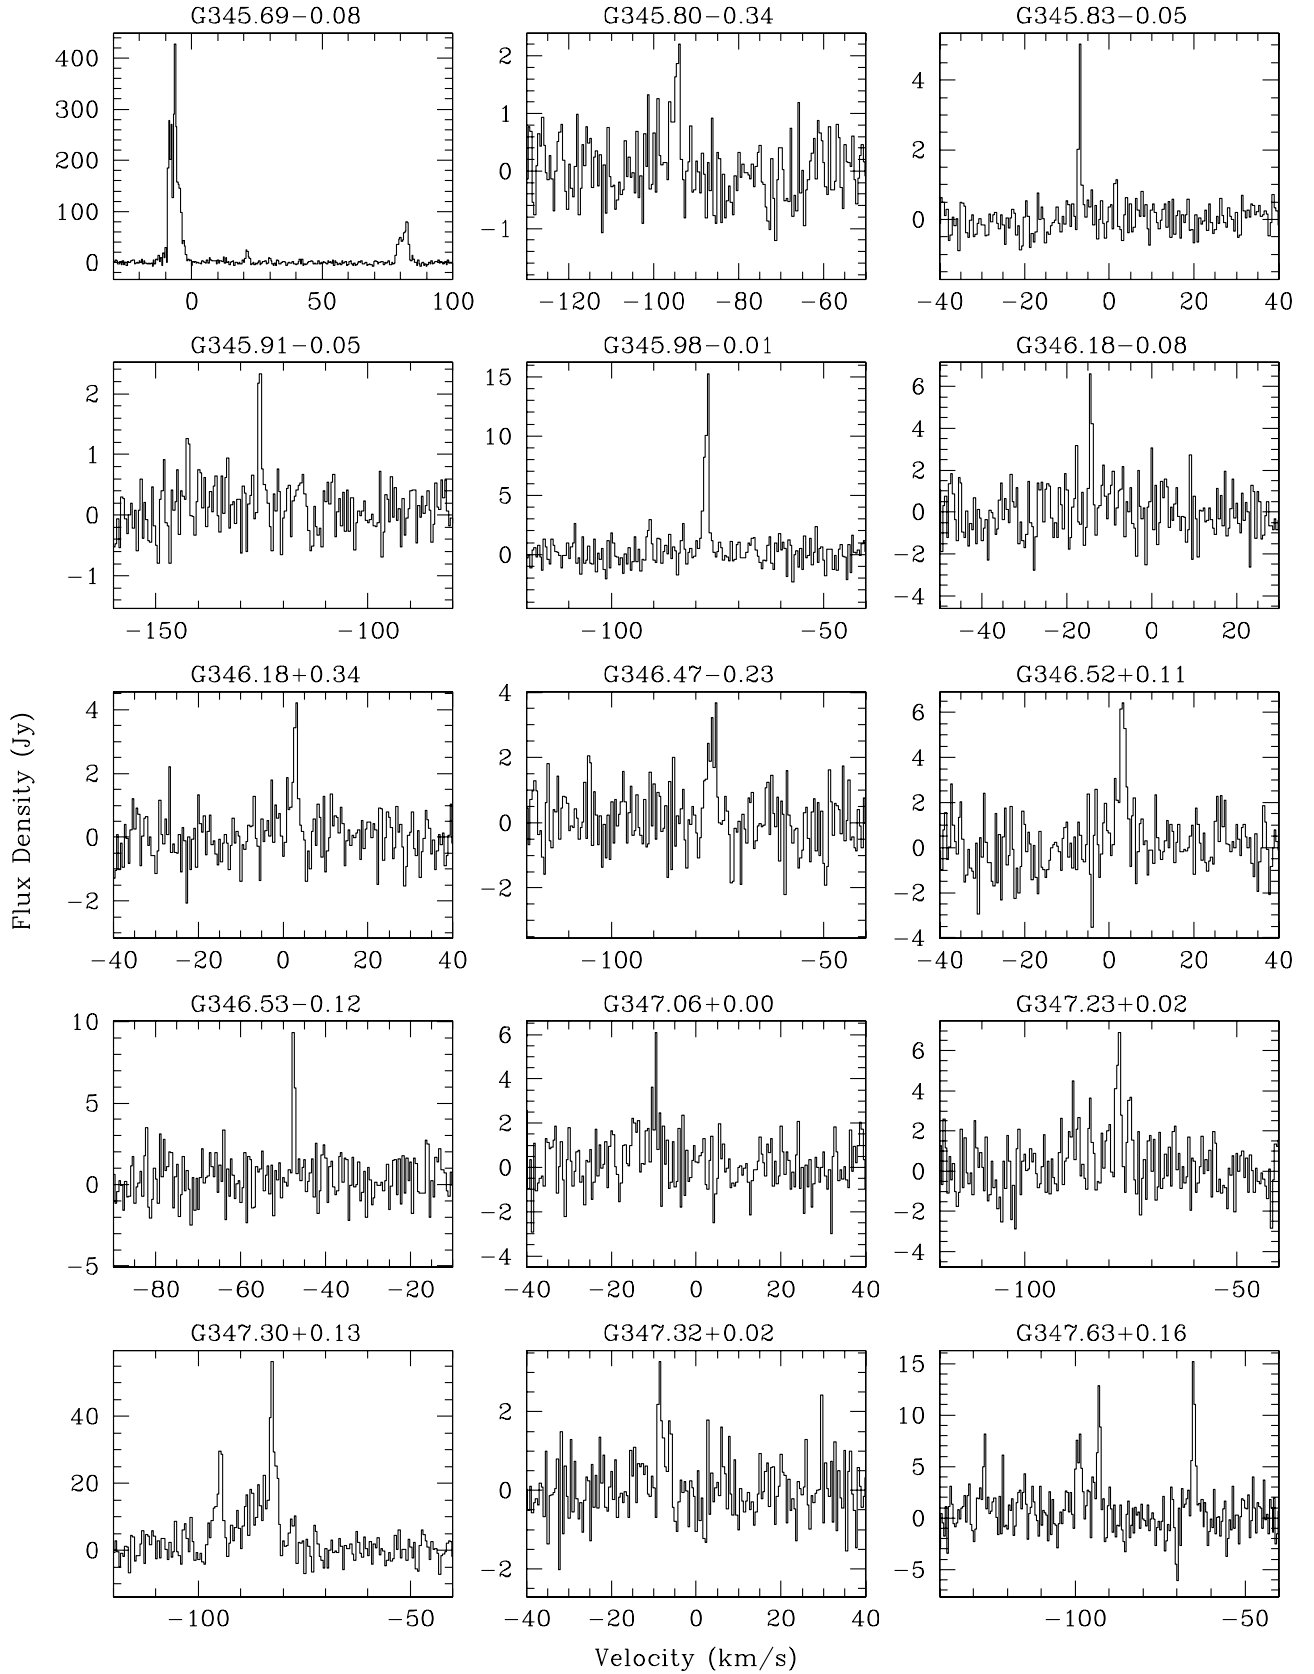 G345.69−0.08 G345.80−0.34 G345.83−0.05
400 300 200 100 0
2 1 0 −1
4 2 0
0 50 100 −120 −100 −80 −60 −40 −20 0 20 40
G345.91−0.05 G345.98−0.01 G346.18−0.08
2 1 0 −1
15 10 5 0
6 4 2 0 −2 −4
−150 −100 −100 −50 −40 −20 0 20
G346.18+0.34 G346.47−0.23 G346.52+0.11
4 2 0 −2
4 2 0 −2
6 4 2 0 −2 −4
−40 −20 0 20 40 −100 −50 −40 −20 0 20 40
Flux Density (Jy)
G346.53−0.12 G347.06+0.00 G347.23+0.02
10 5 0 −5
6 4 2 0 −2 −4
6 4 2 0 −2 −4
−80 −60 −40 −20 −40 −20 0 20 40 −100 −50
G347.30+0.13 G347.32+0.02 G347.63+0.16
40 20 0
2 0 −2
15 10 5 0 −5
−100 −50 −40 −20 0 20 40 −100 −50
Velocity (km/s)